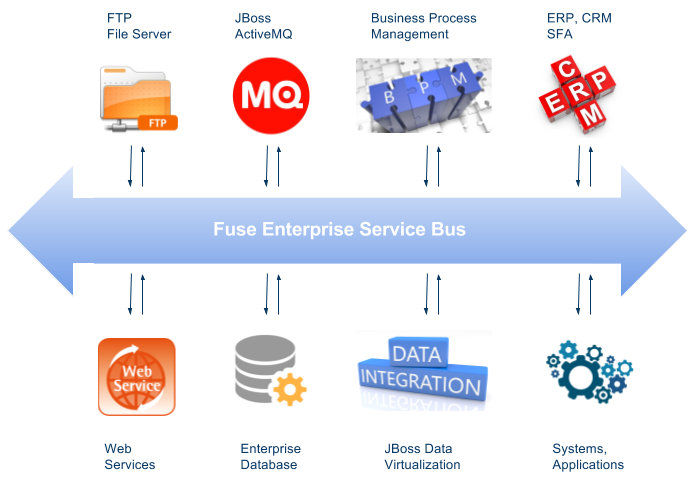 FTP
File Server
JBoss
ActiveMQ
Business Process
Management
ERP, CRM
SFA
FTP
MQ
B P M
C
E R P
M
Fuse Enterprise Service Bus
Web
Service
DATA
INTEGRATION
Web
Services
Enterprise
Database
JBoss Data
Virtualization
Systems,
Applications